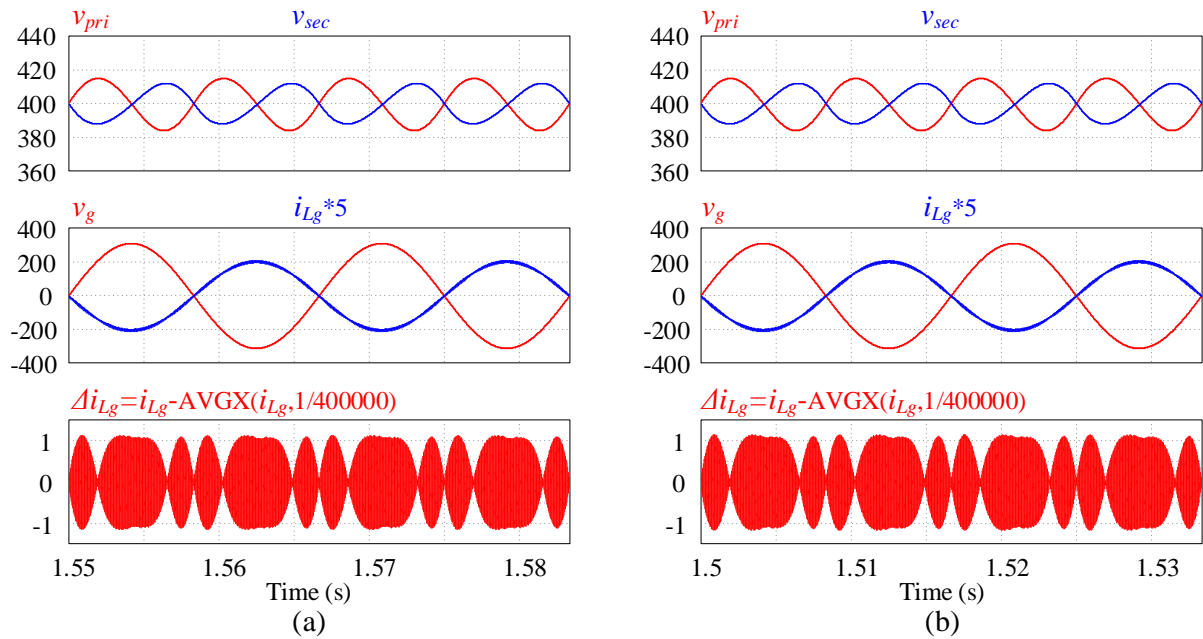 v_pri v_sec
440
420
400
380
360
v_g i_Lg*5
400
200
0
-200
-400
Δi_Lg=i_Lg-AVGX(i_Lg,1/400000)
1
0
-1
1.55 1.56 1.57 1.58
Time (s)
(a)
v_pri v_sec
440
420
400
380
360
v_g i_Lg*5
400
200
0
-200
-400
Δi_Lg=i_Lg-AVGX(i_Lg,1/400000)
1
0
-1
1.5 1.51 1.52 1.53
Time (s)
(b)